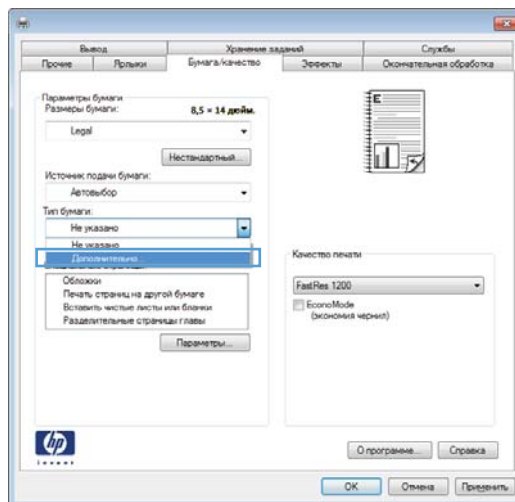 Вывод Хранение заданий Службы
Прочие Ярлыки Бумага/качество Эффекты Окончательная обработка
Параметры бумаги
Размеры бумаги: 8,5 × 14 дюйм.
Legal
Нестандартный...
Источник подачи бумаги:
Автовыбор
Тип бумаги:
Не указано
Не указано
Дополнительно...
Обложки
Печать страниц на другой бумаге
Вставить чистые листы или бланки
Разделительные страницы главы
Параметры...
E
Качество печати
FastRes 1200
EconoMode
(экономия чернил)
hp
invent
О программе... Справка
OK Отмена Применить